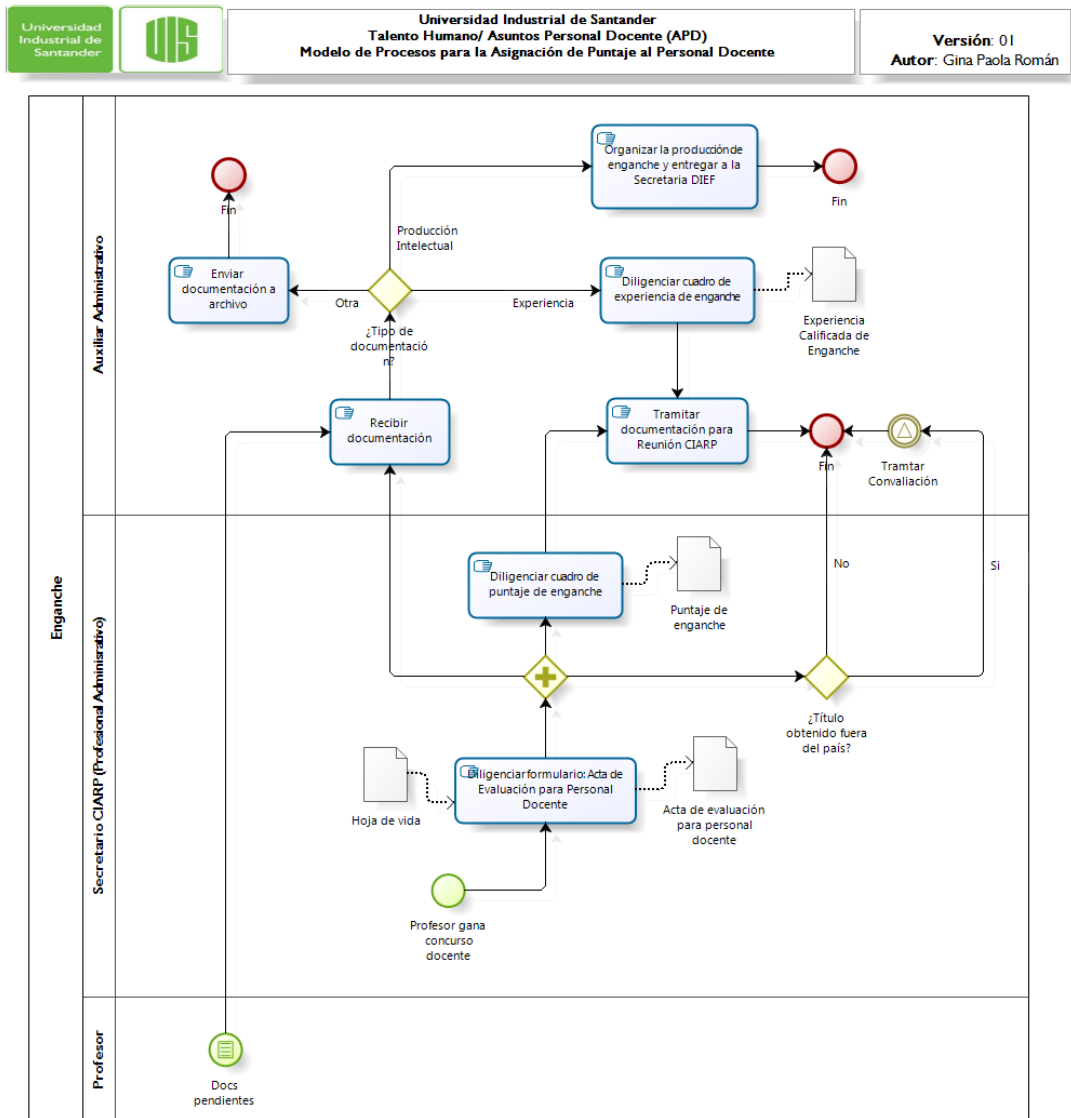 Universidad
Industrial de
Santander
UIS
Universidad Industrial de Santander
Talento Humano/ Asuntos Personal Docente (APD)
Modelo de Procesos para la Asignación de Puntaje al Personal Docente
Versión: 01
Autor: Gina Paola Román
Enganche
Auxiliar Administrativo
Organizar la producción de
enganche y entregar a la
Secretaria DIEF
Fin
Fin
Producción
Intelectual
Enviar
documentación a
archivo
Otra
Experiencia
Diligenciar cuadro de
experiencia de enganche
Experiencia
Calificada de
Enganche
¿Tipo de
documentació
n?
Recibir
documentación
Tramitar
documentación para
Reunión CIARP
Fin
Tramtar
Convaliación
Secretario CIARP (Profesional Adminisrativo)
Diligenciar cuadro de
puntaje de enganche
Puntaje de
enganche
No
Si
¿Título
obtenido fuera
del país?
Diligenciar formulario: Acta de
Evaluación para Personal
Docente
Hoja de vida
Acta de evaluación
para personal
docente
Profesor gana
concurso
docente
Profesor
Docs
pendientes